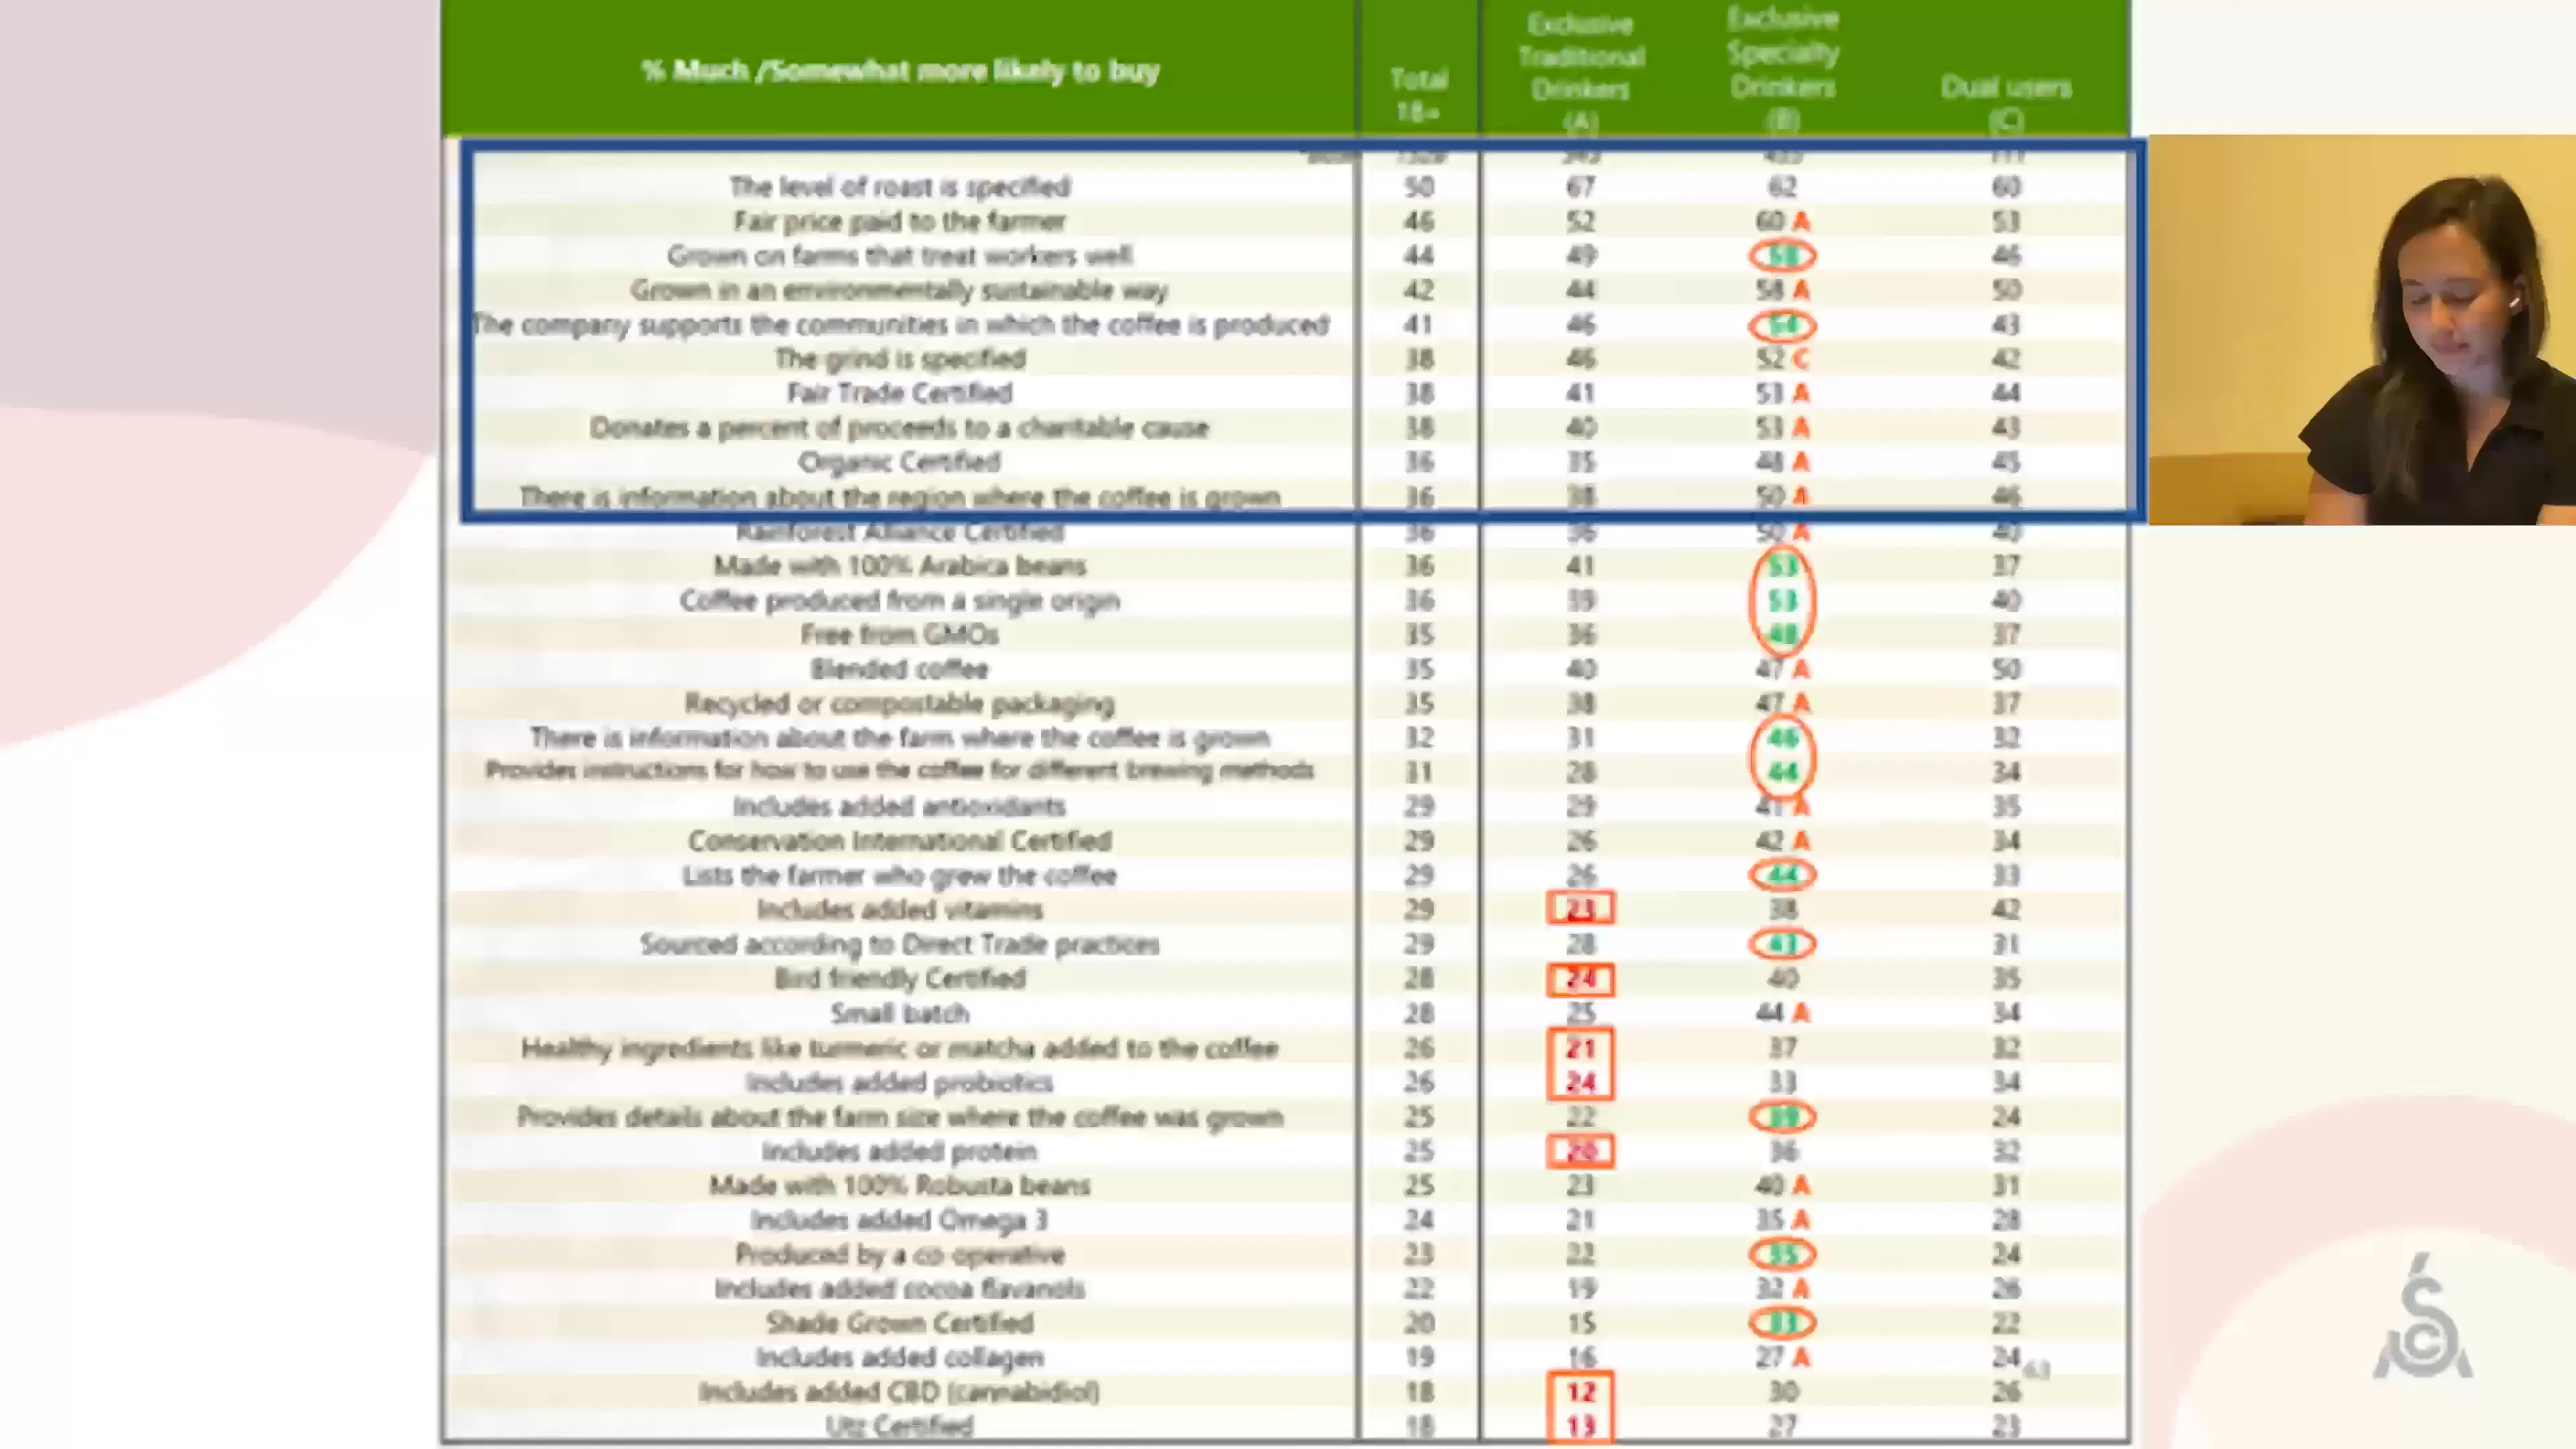 % Much /Somewhat more likely to buy
Total 18+
Exclusive Traditional Drinkers (A)
Exclusive Specialty Drinkers (B)
Dual users (C)
The level of roast is specified 50 67 62 60
Fair price paid to the farmer 46 52 60 A 53
Grown on farms that treat workers well 44 49 46
Grown in an environmentally sustainable way 42 44 58 A 50
The company supports the communities in which the coffee is produced 41 46 54 43
The grind is specified 38 46 52 C 42
Fair Trade Certified 38 41 53 A 44
Donates a percent of proceeds to a charitable cause 38 40 53 A 43
Organic Certified 36 35 48 A 45
There is information about the region where the coffee is grown 36 38 50 A 46
Rainforest Alliance Certified 36 36 50 A 40
Made with 100% Arabica beans 36 41 53 37
Coffee produced from a single origin 36 39 53 40
Free from GMOs 35 36 48 37
Blended coffee 35 40 47 A 50
Recycled or compostable packaging 35 38 47 A 37
There is information about the farm where the coffee is grown 32 31 46 32
Provides instructions for how to use the coffee for different brewing methods 31 28 44 34
Includes added antioxidants 29 29 41 A 35
Conservation International Certified 29 26 42 A 34
Lists the farmer who grew the coffee 29 26 44 33
Includes added vitamins 29 23 38 42
Sourced according to Direct Trade practices 29 28 43 31
Bird friendly Certified 28 24 40 35
Small batch 28 25 44 A 34
Healthy ingredients like turmeric or matcha added to the coffee 26 21 37 32
Includes added probiotics 26 24 33 34
Provides details about the farm size where the coffee was grown 25 22 39 24
Includes added protein 25 20 36 32
Made with 100% Robusta beans 25 23 40 A 31
Includes added Omega 3 24 21 35 A 28
Produced by a co operative 23 22 35 24
Includes added cocoa flavanols 22 19 32 A 26
Shade Grown Certified 20 15 33 22
Includes added collagen 19 16 27 A 24
63
Includes added CBD (cannabidiol) 18 12 30 26
Utz Certified 18 13 27 23